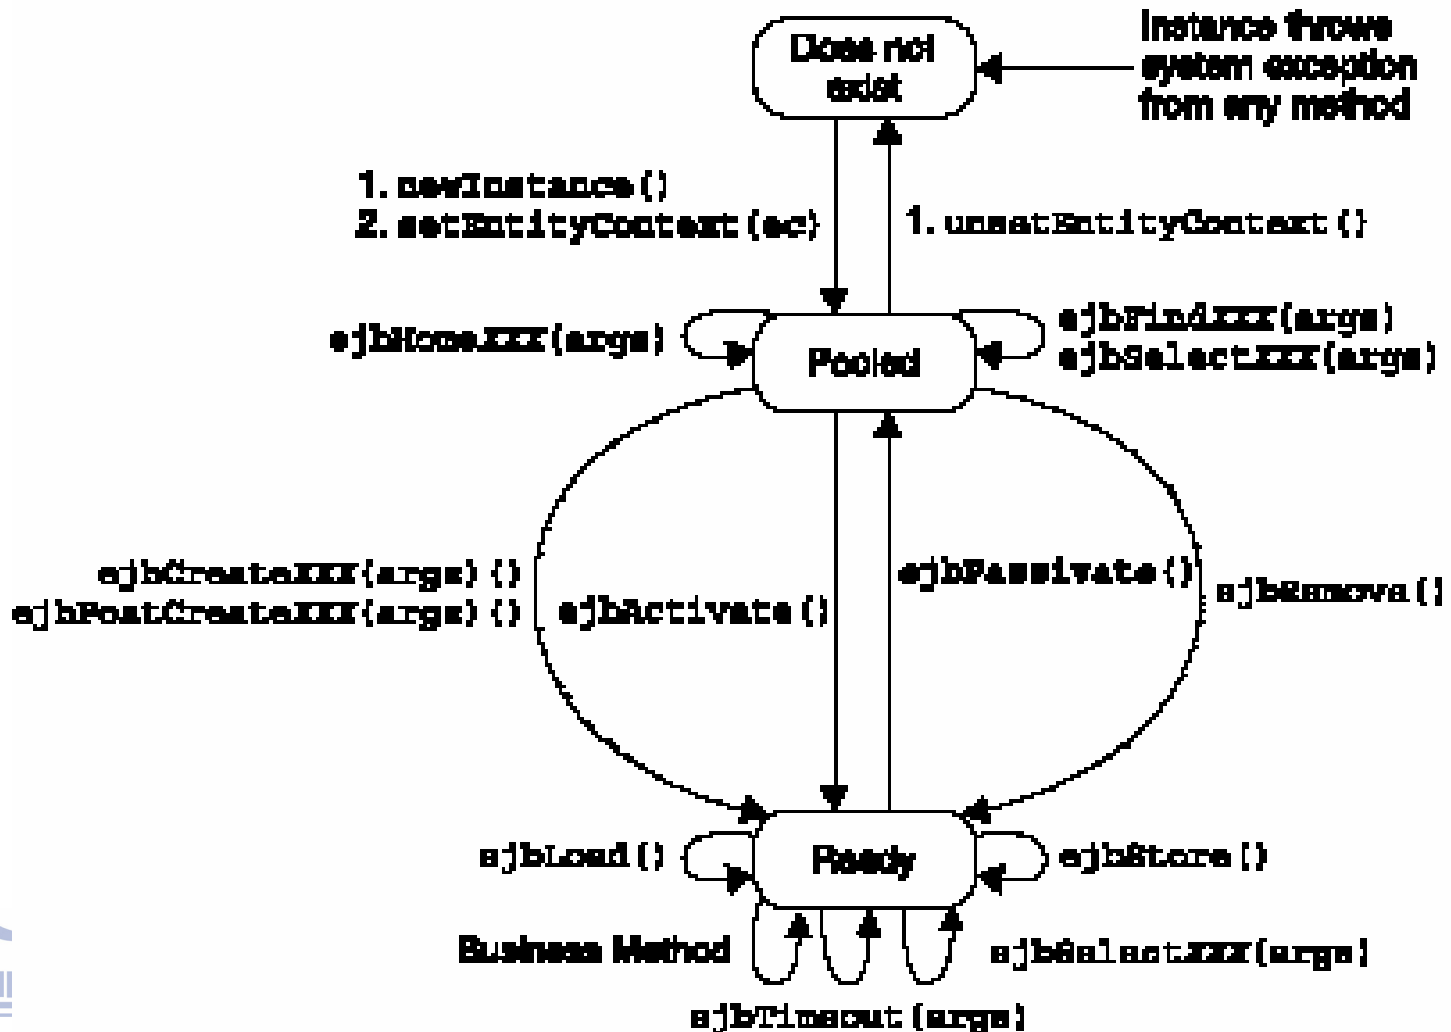 Does not
exist
Instance throws
system exception
from any method
1. newInstance()
2. setEntityContext(ec)
1. unsetEntityContext()
ejbHomeXXX(args)
Pooled
ejbFindXXX(args)
ejbSelectXXX(args)
ejbCreateXXX(args)()
ejbPostCreateXXX(args)()
ejbActivate()
ejbPassivate()
ejbRemove()
ejbLoad()
Ready
ejbStore()
Business Method
ejbSelectXXX(args)
ejbTimeout(args)